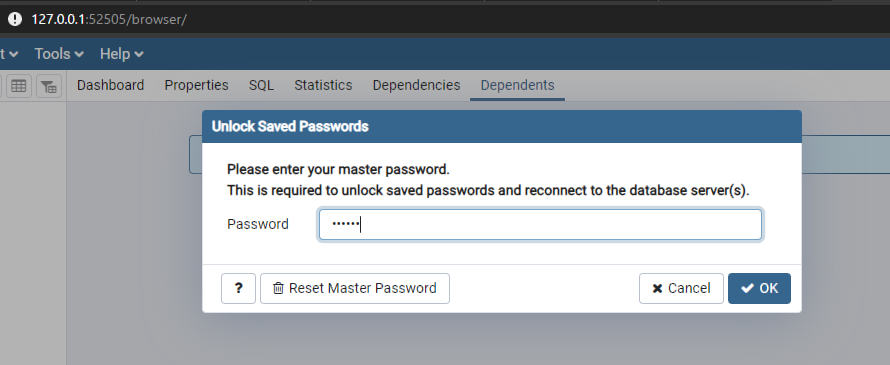 127.0.0.1:52505/browser/
t Tools Help
Dashboard Properties SQL Statistics Dependencies Dependents
Unlock Saved Passwords
Please enter your master password.
This is required to unlock saved passwords and reconnect to the database server(s).
Password ••••••
? Reset Master Password Cancel OK